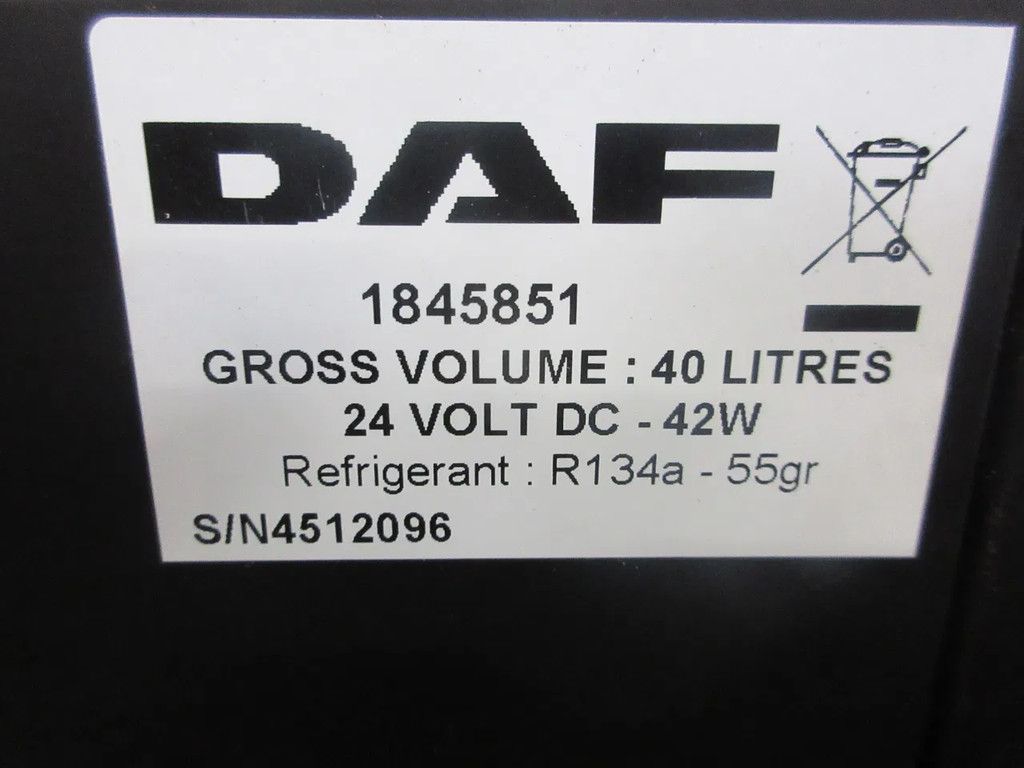 DAF
1845851
GROSS VOLUME : 40 LITRES
24 VOLT DC - 42W
Refrigerant : R134a - 55gr
S/N4512096